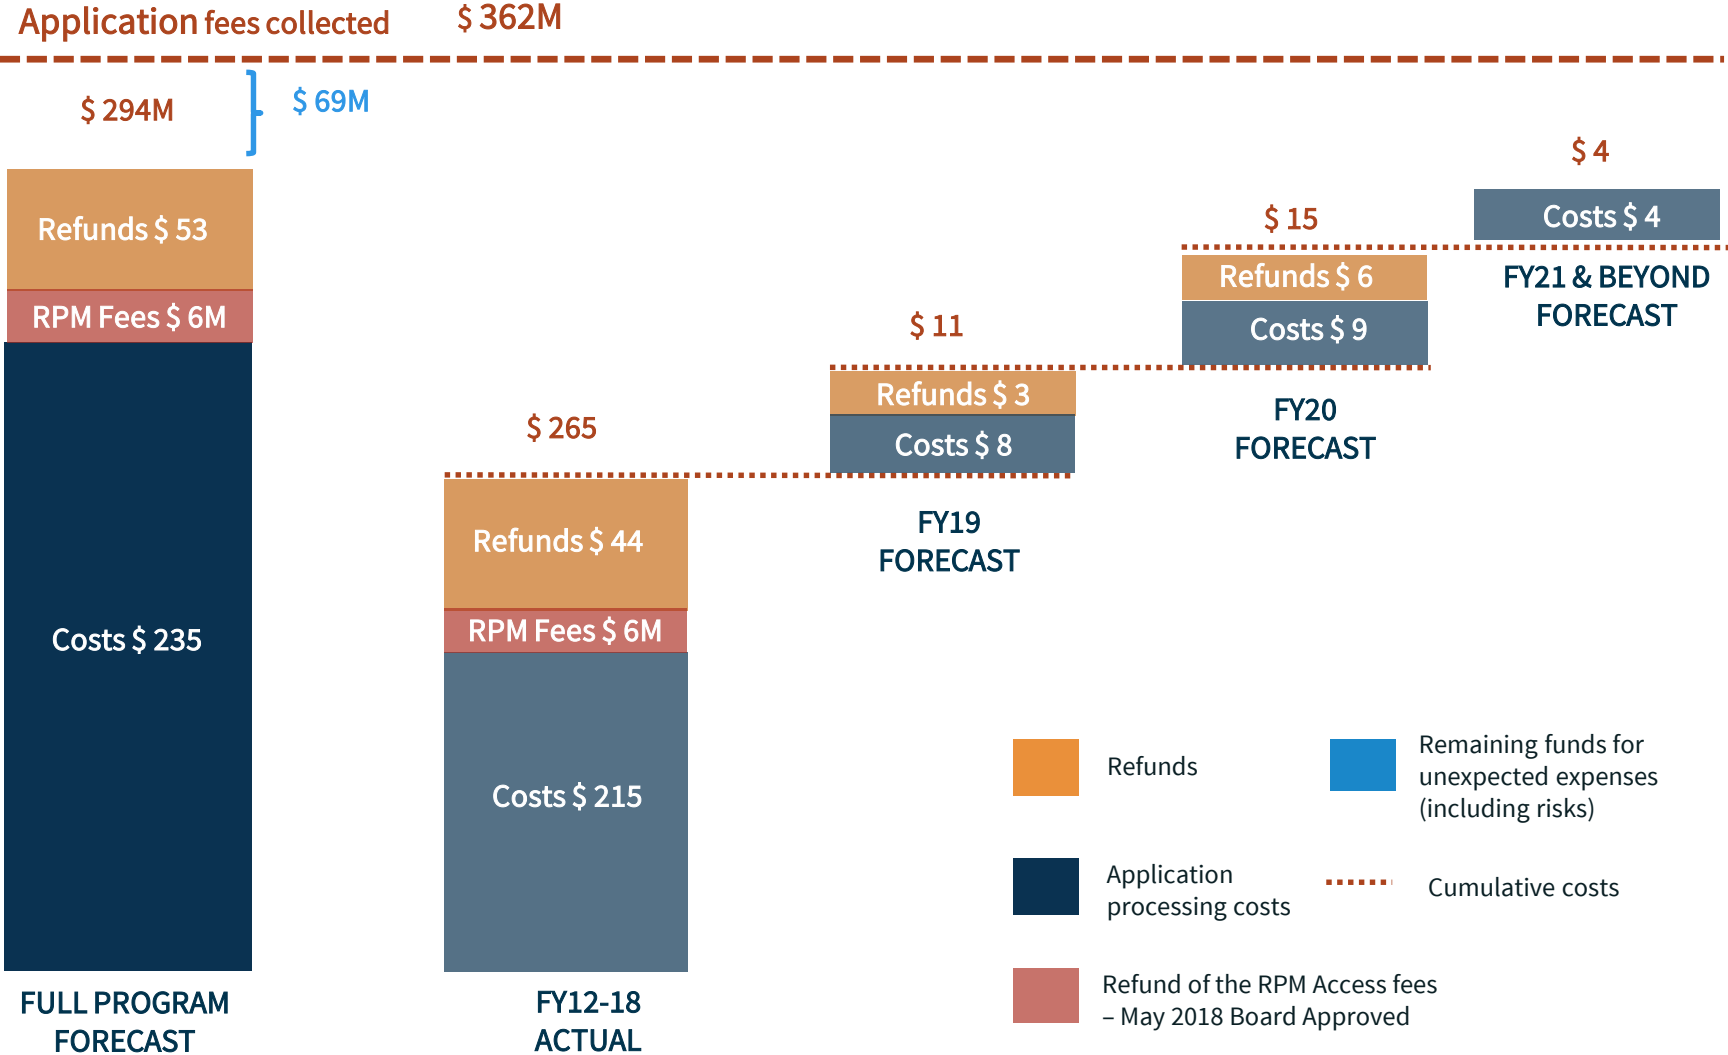 Application fees collected $ 362M
$ 294M
$ 69M
Refunds $ 53
RPM Fees $ 6M
Costs $ 235
FULL PROGRAM
FORECAST
$ 265
Refunds $ 44
RPM Fees $ 6M
Costs $ 215
FY12-18
ACTUAL
$ 11
Refunds $ 3
Costs $ 8
FY19
FORECAST
$ 15
Refunds $ 6
Costs $ 9
FY20
FORECAST
$ 4
Costs $ 4
FY21 & BEYOND
FORECAST
Refunds
Application
processing costs
Refund of the RPM Access fees
– May 2018 Board Approved
Remaining funds for
unexpected expenses
(including risks)
Cumulative costs